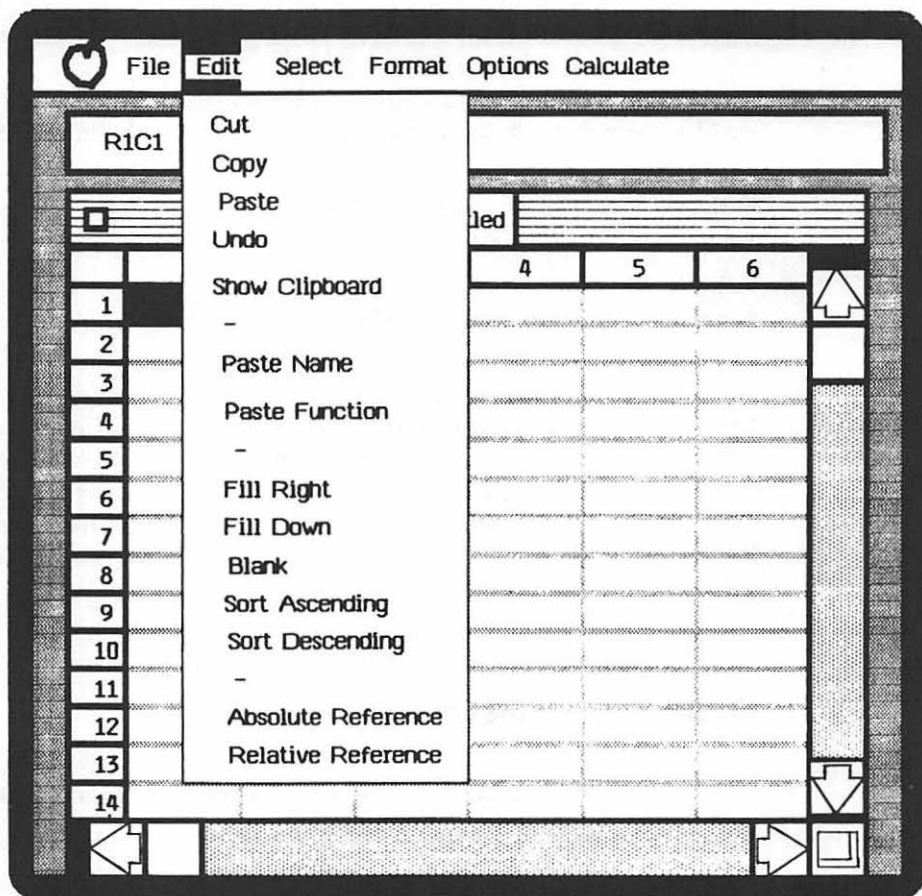 File Edit Select Format Options Calculate
R1C1
Cut
Copy
Paste
Undo
Show Clipboard
-
Paste Name
Paste Function
-
Fill Right
Fill Down
Blank
Sort Ascending
Sort Descending
-
Absolute Reference
Relative Reference
led
4 5 6
1
2
3
4
5
6
7
8
9
10
11
12
13
14